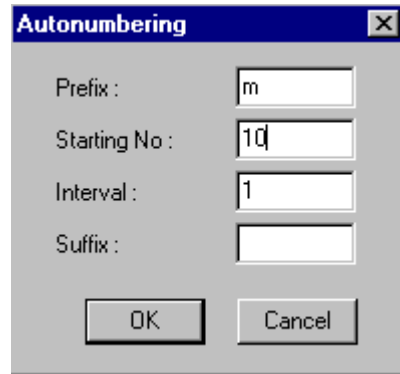 Autonumbering
Prefix : m
Starting No : 10
Interval : 1
Suffix :
OK Cancel